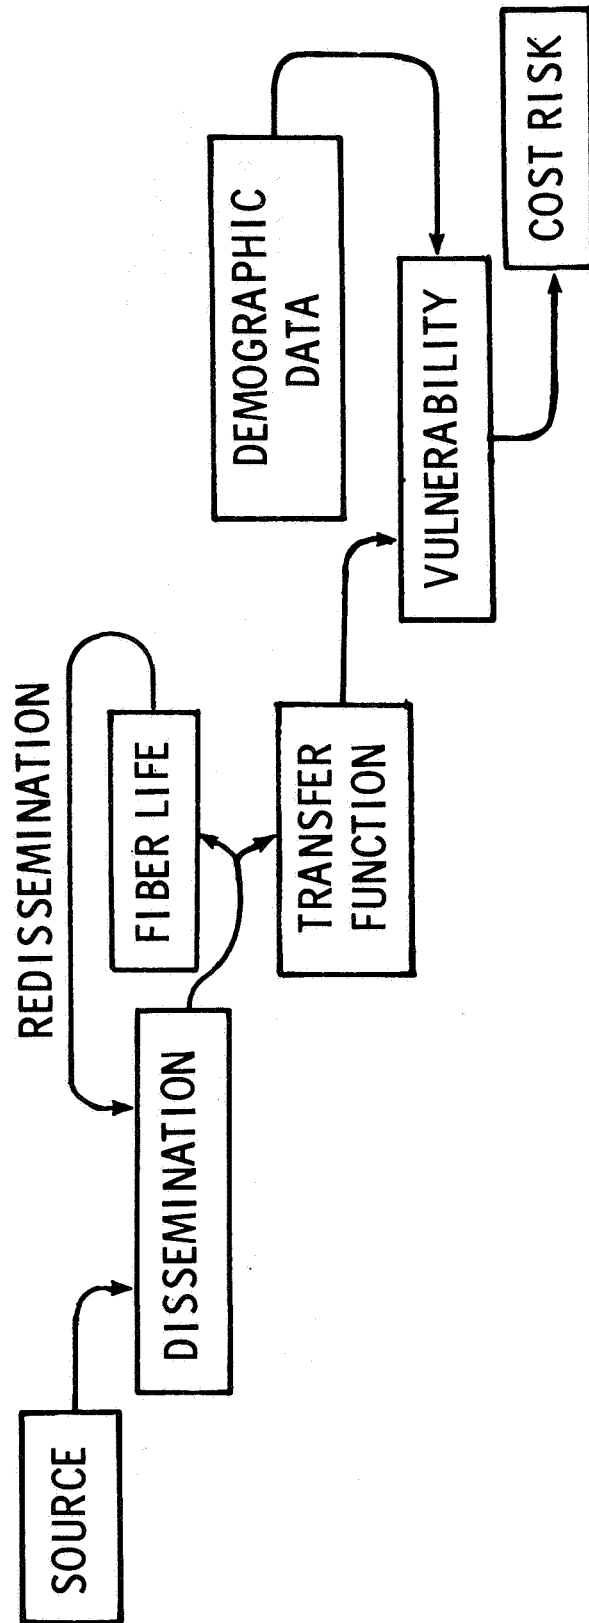 SOURCE
DISSEMINATION
REDISSEMINATION
FIBER LIFE
TRANSFER
FUNCTION
DEMOGRAPHIC
DATA
VULNERABILITY
COST RISK